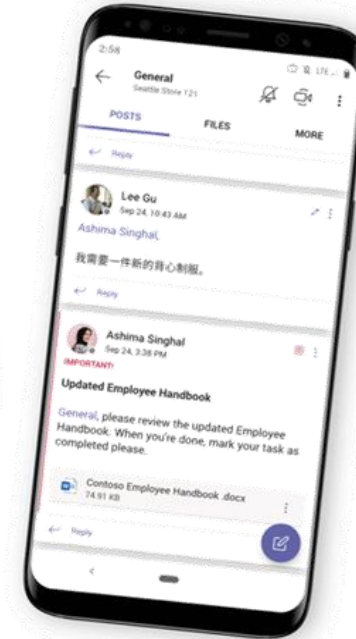 2:58
LTE
General
Seattle Store 121
POSTS FILES MORE
Reply
Lee Gu
Sep 24, 10:43 AM
Ashima Singhal,
我需要一件新的背心制服。
Reply
Ashima Singhal
Sep 24, 3:38 PM
IMPORTANT!
Updated Employee Handbook
General, please review the updated Employee
Handbook. When you're done, mark your task as
completed please.
Contoso Employee Handbook .docx
74.91 KB
Reply